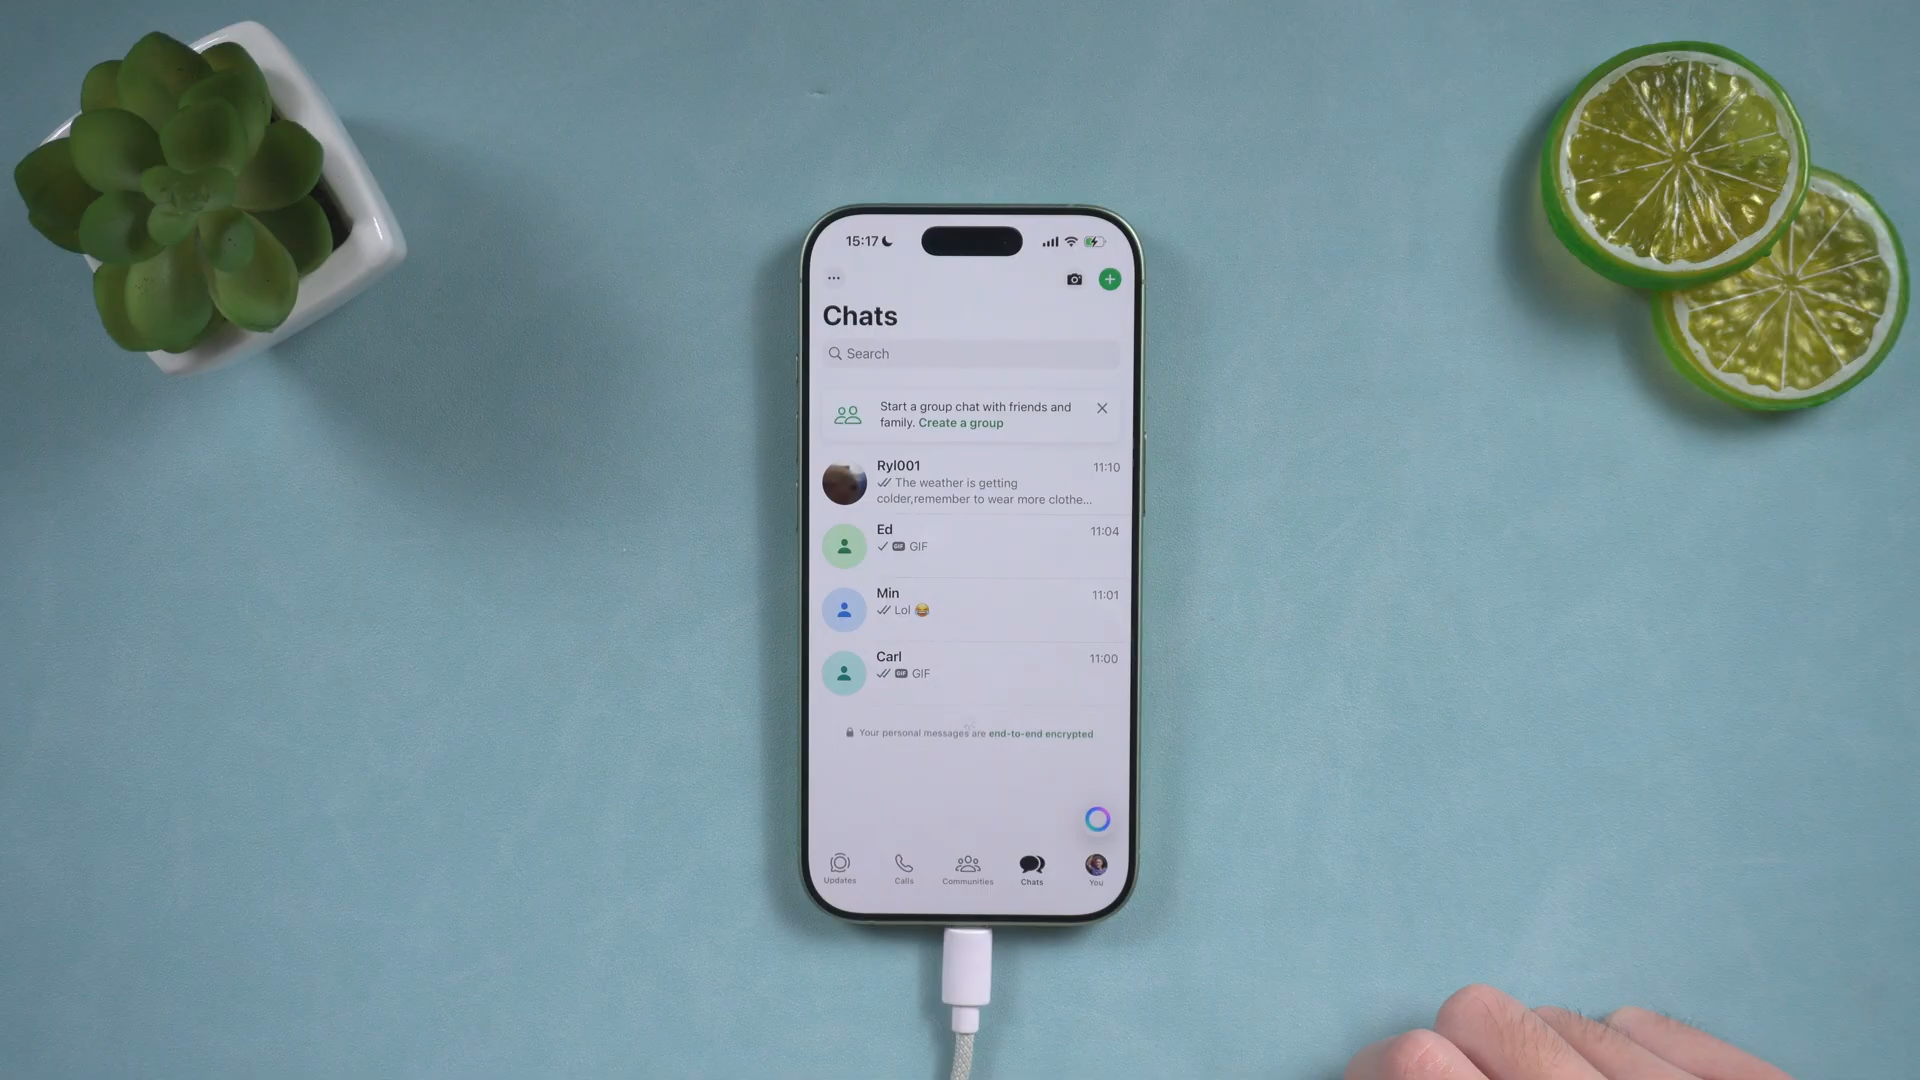 15:17
Chats
Search
Start a group chat with friends and
family. Create a group
Ryl001
11:10
The weather is getting
colder,remember to wear more clothe...
Ed
11:04
GIF GIF
Min
11:01
Lol 😂
Carl
11:00
GIF GIF
Your personal messages are end-to-end encrypted
Updates
Calls
Communities
Chats
You